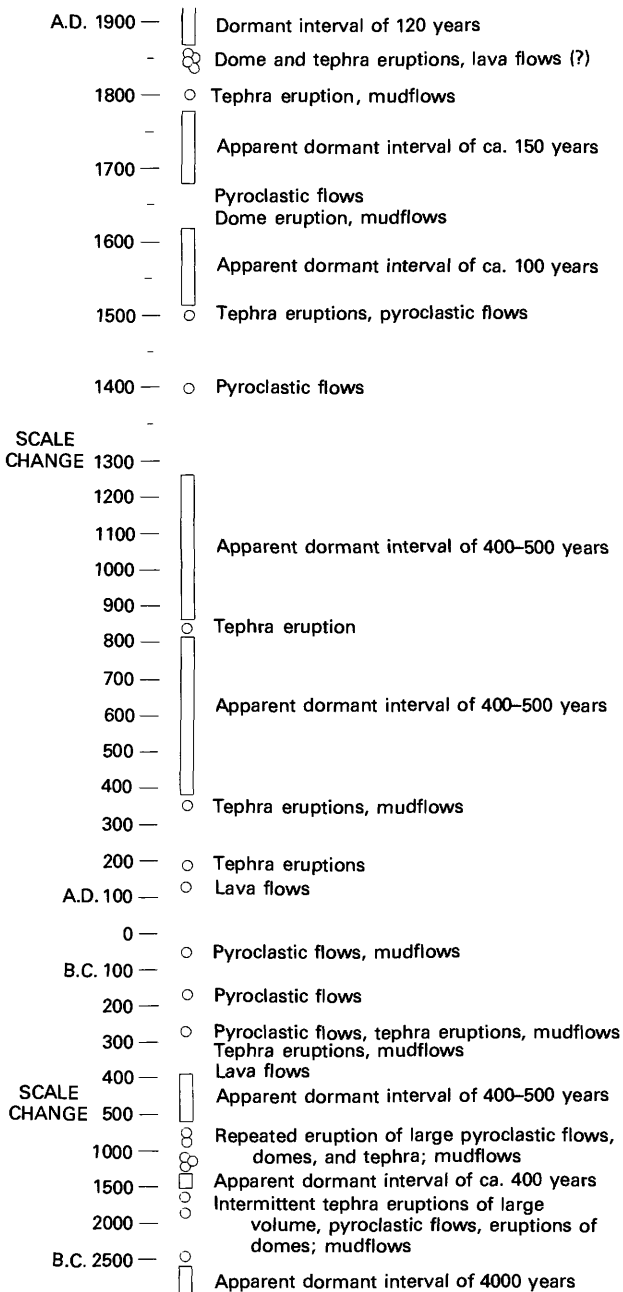 A.D. 1900 — Dormant interval of 120 years
- Dome and tephra eruptions, lava flows (?)
1800 — Tephra eruption, mudflows
- Apparent dormant interval of ca. 150 years
1700 —
- Pyroclastic flows
Dome eruption, mudflows
1600 —
- Apparent dormant interval of ca. 100 years
1500 — Tephra eruptions, pyroclastic flows
-
1400 — Pyroclastic flows
-
SCALE
CHANGE 1300 —
1200 —
1100 —
Apparent dormant interval of 400–500 years
1000 —
900 —
Tephra eruption
800 —
700 —
Apparent dormant interval of 400–500 years
600 —
500 —
400 —
Tephra eruptions, mudflows
300 —
200 — Tephra eruptions
A.D. 100 — Lava flows
0 —
Pyroclastic flows, mudflows
B.C. 100 —
Pyroclastic flows
200 —
Pyroclastic flows, tephra eruptions, mudflows
300 — Tephra eruptions, mudflows
Lava flows
400 —
SCALE Apparent dormant interval of 400–500 years
CHANGE 500 —
Repeated eruption of large pyroclastic flows,
1000 — domes, and tephra; mudflows
1500 — Apparent dormant interval of ca. 400 years
Intermittent tephra eruptions of large
2000 — volume, pyroclastic flows, eruptions of
domes; mudflows
B.C. 2500 —
Apparent dormant interval of 4000 years